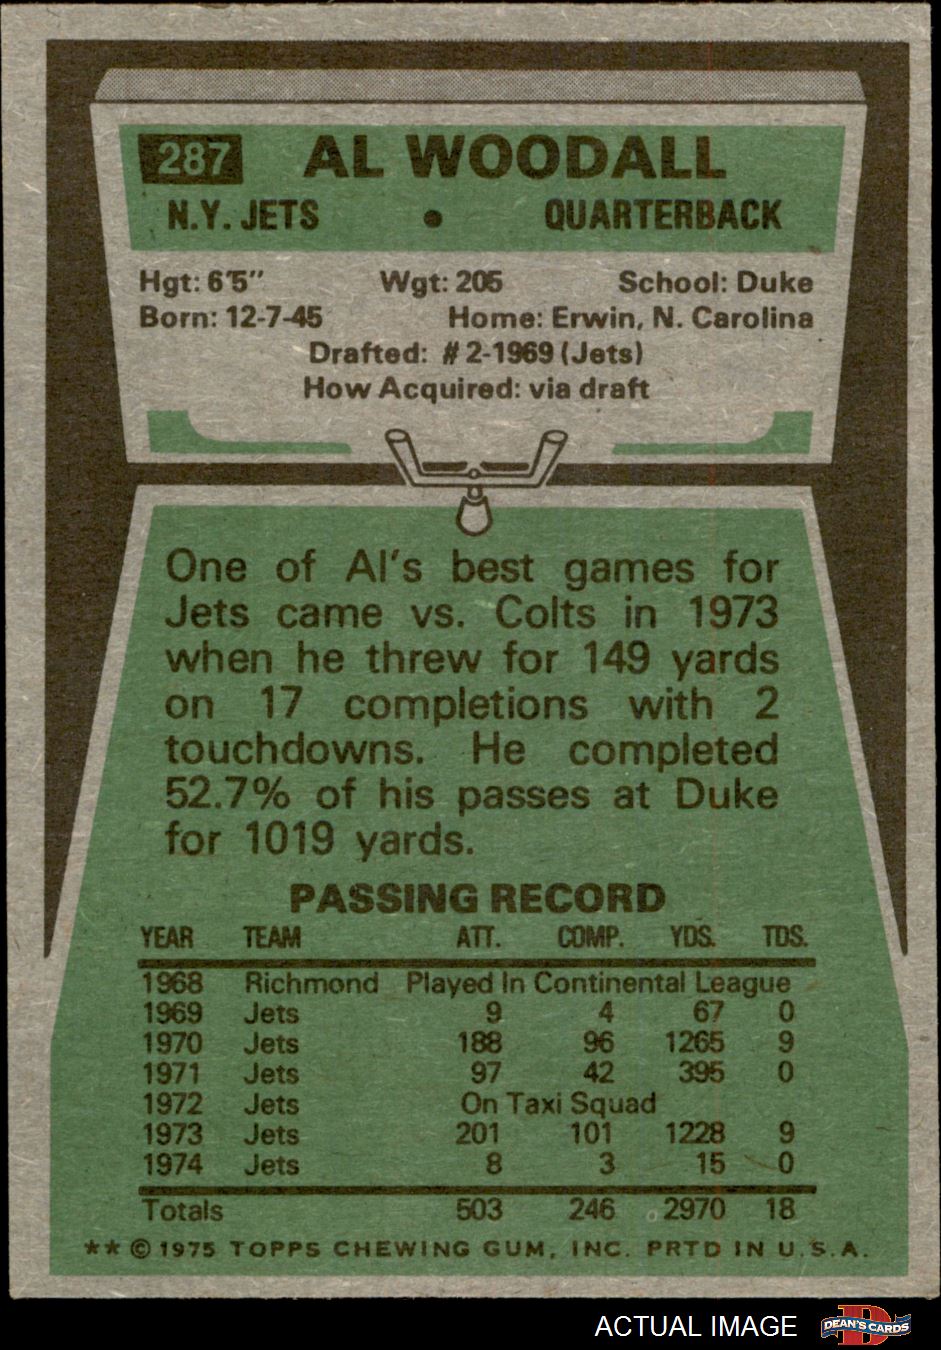 287 AL WOODALL
N.Y. JETS • QUARTERBACK
Hgt: 6'5" Wgt: 205 School: Duke
Born: 12-7-45 Home: Erwin, N. Carolina
Drafted: #2-1969 (Jets)
How Acquired: via draft
One of Al's best games for
Jets came vs. Colts in 1973
when he threw for 149 yards
on 17 completions with 2
touchdowns. He completed
52.7% of his passes at Duke
for 1019 yards.
PASSING RECORD
YEAR TEAM ATT. COMP. YDS. TDS.
1968 Richmond Played In Continental League
1969 Jets 9 4 67 0
1970 Jets 188 96 1265 9
1971 Jets 97 42 395 0
1972 Jets On Taxi Squad
1973 Jets 201 101 1228 9
1974 Jets 8 3 15 0
Totals 503 246 2970 18
** © 1975 TOPPS CHEWING GUM, INC. PRTD IN U.S.A.
ACTUAL IMAGE D DEAN'S CARDS